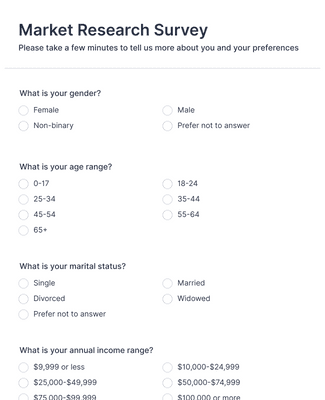 Market Research Survey
Please take a few minutes to tell us more about you and your preferences
What is your gender?
Female Male
Non-binary Prefer not to answer
What is your age range?
0-17 18-24
25-34 35-44
45-54 55-64
65+
What is your marital status?
Single Married
Divorced Widowed
Prefer not to answer
What is your annual income range?
$9,999 or less $10,000-$24,999
$25,000-$49,999 $50,000-$74,999
$75,000-$99,999 $100,000 or more